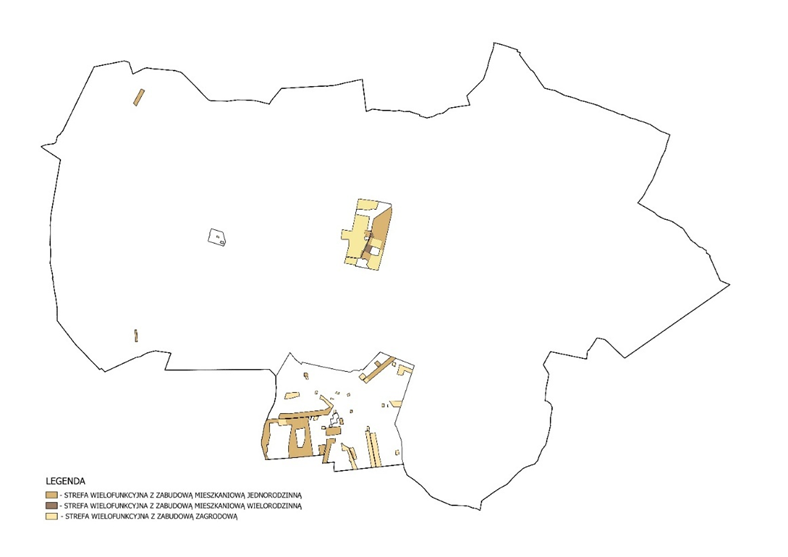 LEGENDA
- STREFA WIELOFUNKCYJNA Z ZABUDOWĄ MIESZKANIOWĄ JEDNORODZINNĄ
- STREFA WIELOFUNKCYJNA Z ZABUDOWĄ MIESZKANIOWĄ WIELORODZINNĄ
- STREFA WIELOFUNKCYJNA Z ZABUDOWĄ ZAGRODOWĄ